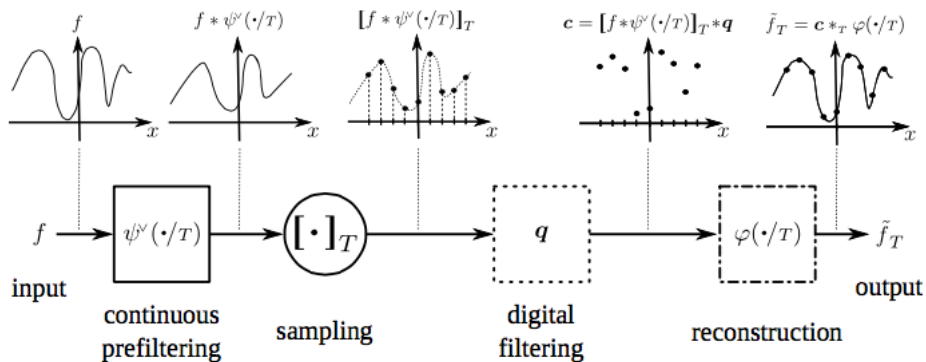 f
f * ψ^∨(·/T)
[f * ψ^∨(·/T)]_T
c = [f * ψ^∨(·/T)]_T * q
f̃_T = c *_T φ(·/T)
x
x
x
x
x
f
ψ^∨(·/T)
[·]_T
q
φ(·/T)
f̃_T
input
continuous
prefiltering
sampling
digital
filtering
reconstruction
output